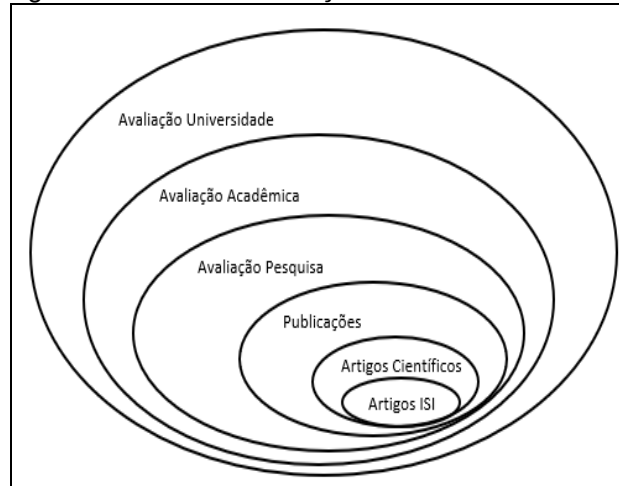 Avaliação Universidade
Avaliação Acadêmica
Avaliação Pesquisa
Publicações
Artigos Científicos
Artigos ISI